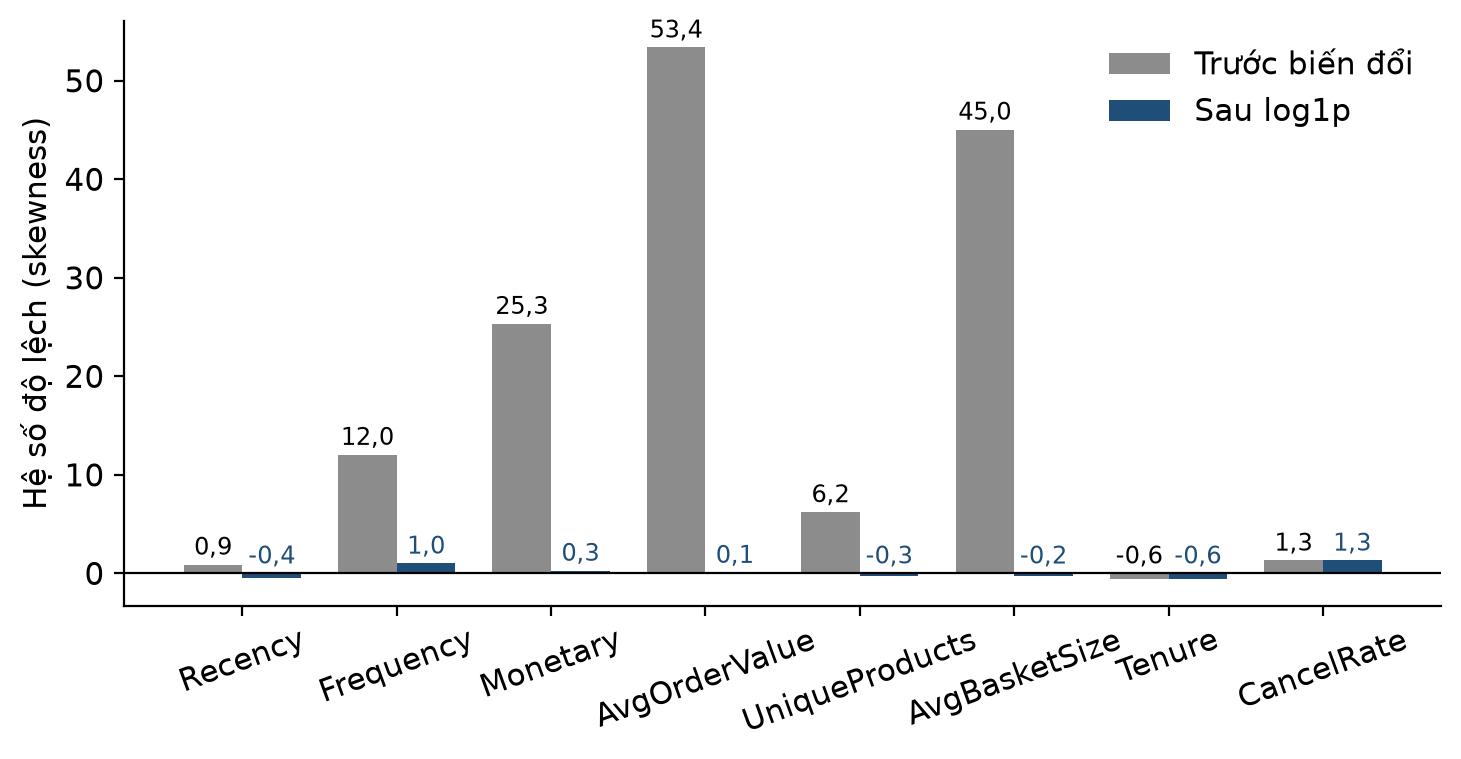 Hệ số độ lệch (skewness)
50
40
30
20
10
0
Trước biến đổi
Sau log1p
0,9
-0,4
12,0
1,0
25,3
0,3
53,4
0,1
6,2
-0,3
45,0
-0,2
-0,6
-0,6
1,3
1,3
Recency
Frequency
Monetary
AvgOrderValue
UniqueProducts
AvgBasketSize
Tenure
CancelRate